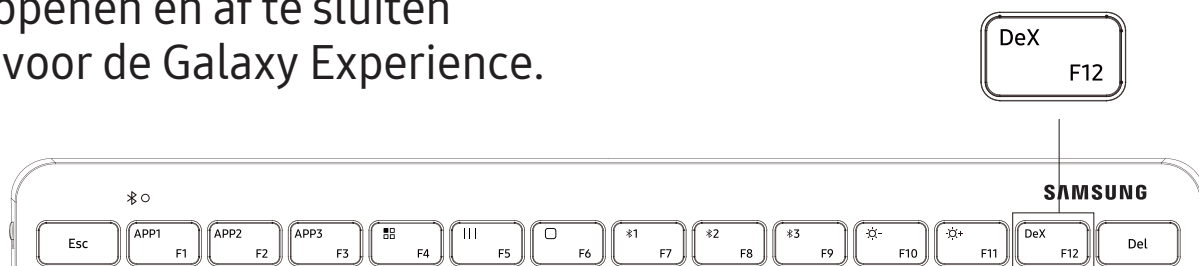 openen en af te sluiten
voor de Galaxy Experience.
DeX
F12
SAMSUNG
Esc
APP1 F1
APP2 F2
APP3 F3
F4
F5
F6
1 F7
2 F8
3 F9
- F10
+ F11
DeX F12
Del